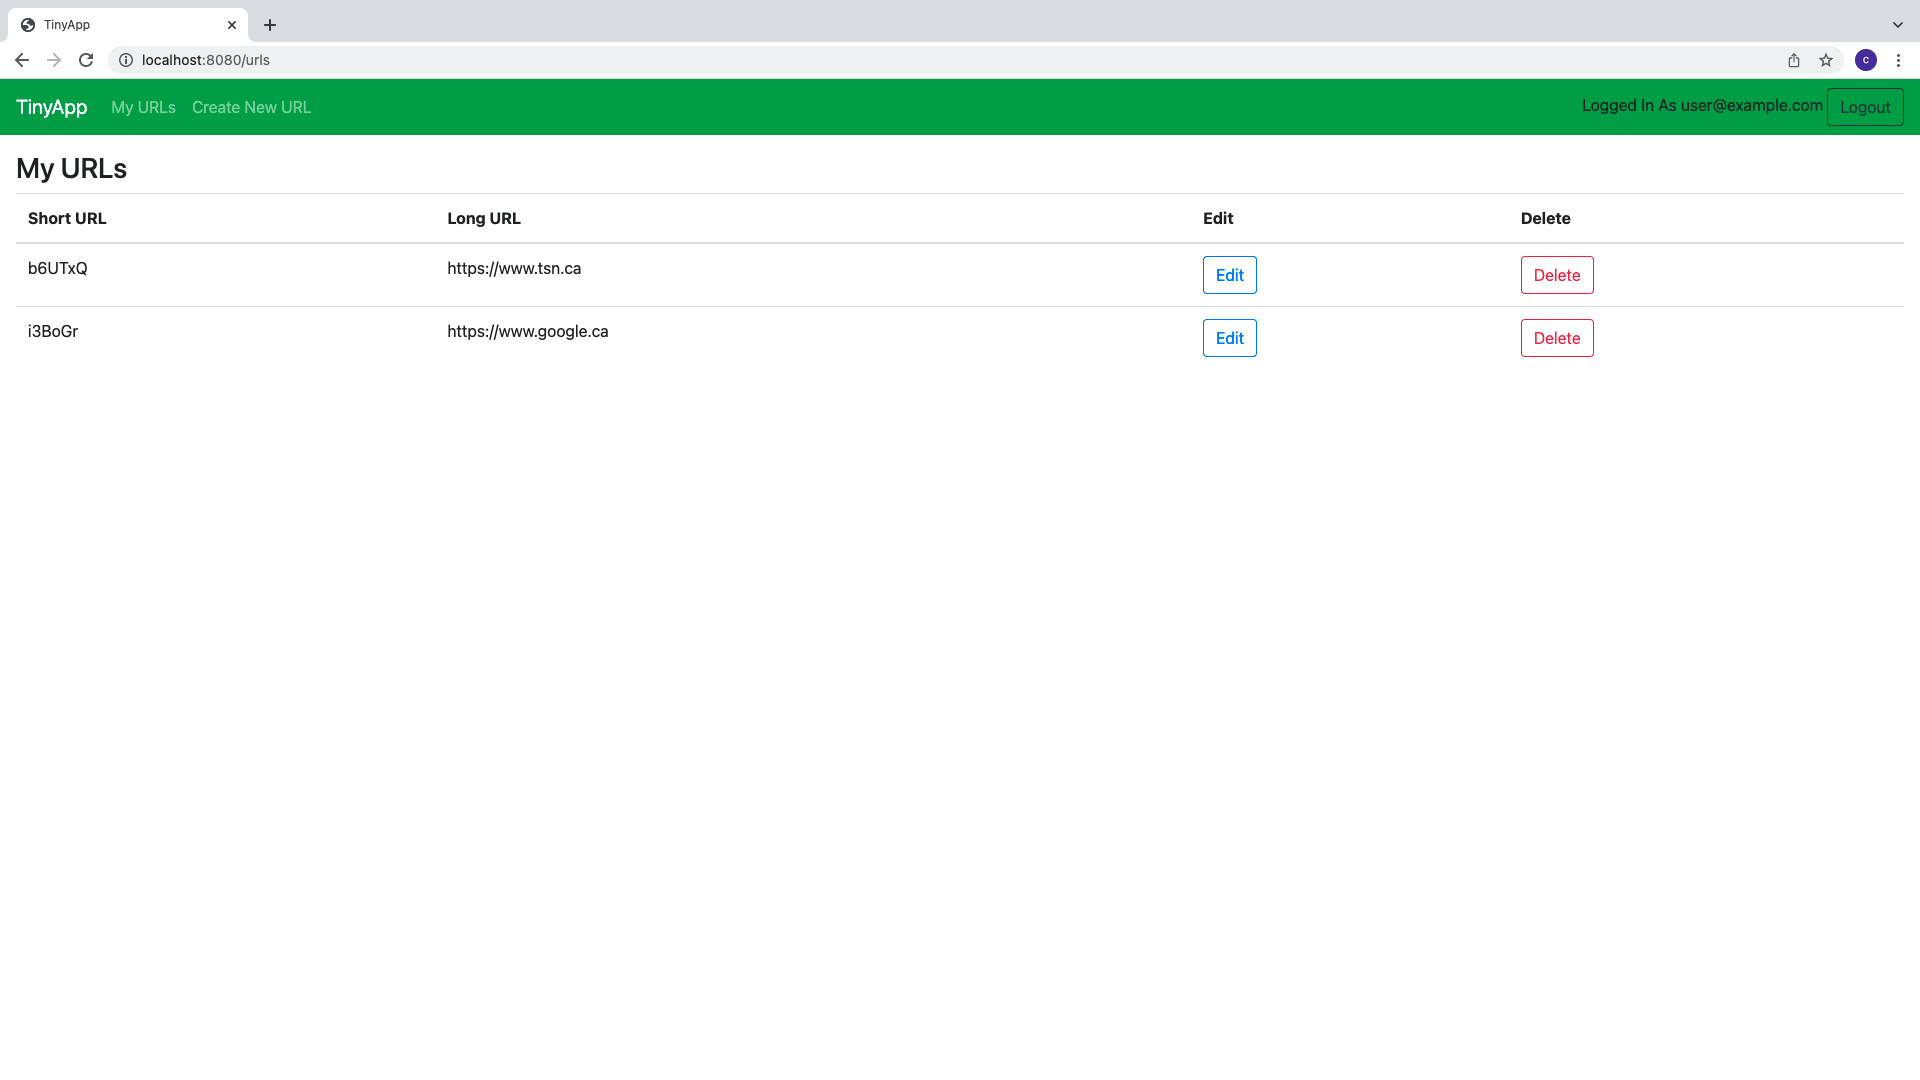 TinyApp
localhost:8080/urls
C
TinyApp My URLs Create New URL Logged In As user@example.com Logout
My URLs
Short URL Long URL Edit Delete
b6UTxQ https://www.tsn.ca Edit Delete
i3BoGr https://www.google.ca Edit Delete